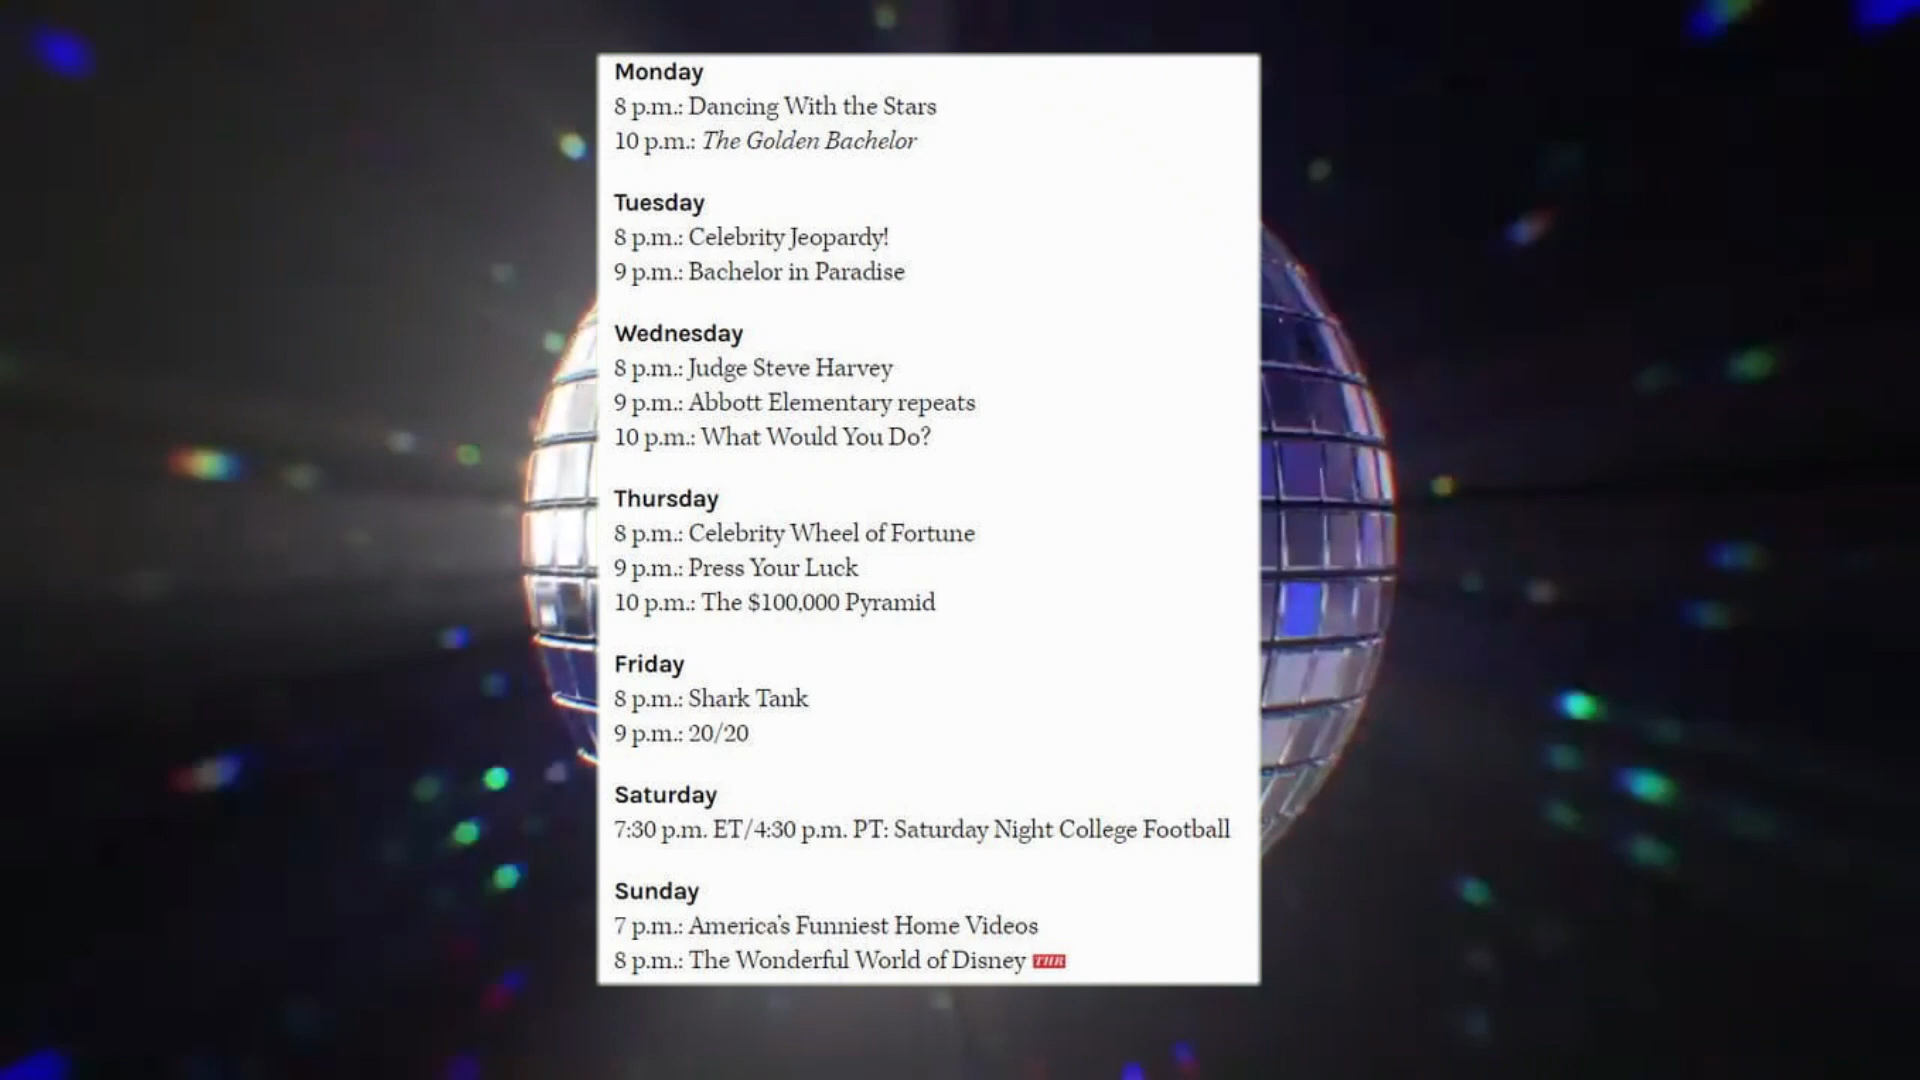 Monday
8 p.m.: Dancing With the Stars
10 p.m.: The Golden Bachelor
Tuesday
8 p.m.: Celebrity Jeopardy!
9 p.m.: Bachelor in Paradise
Wednesday
8 p.m.: Judge Steve Harvey
9 p.m.: Abbott Elementary repeats
10 p.m.: What Would You Do?
Thursday
8 p.m.: Celebrity Wheel of Fortune
9 p.m.: Press Your Luck
10 p.m.: The $100,000 Pyramid
Friday
8 p.m.: Shark Tank
9 p.m.: 20/20
Saturday
7:30 p.m. ET/4:30 p.m. PT: Saturday Night College Football
Sunday
7 p.m.: America’s Funniest Home Videos
8 p.m.: The Wonderful World of Disney THR